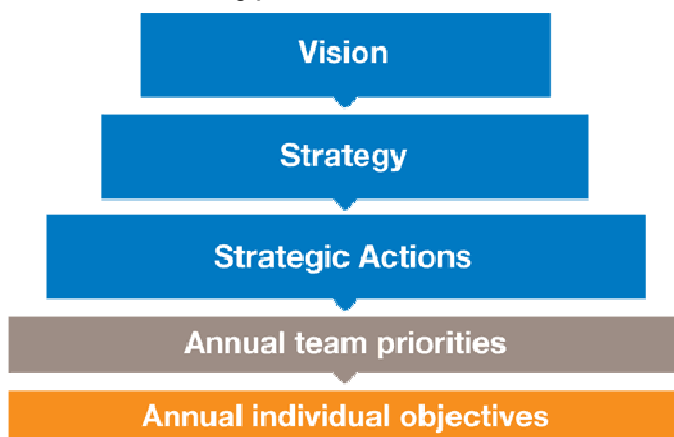 Vision
Strategy
Strategic Actions
Annual team priorities
Annual individual objectives